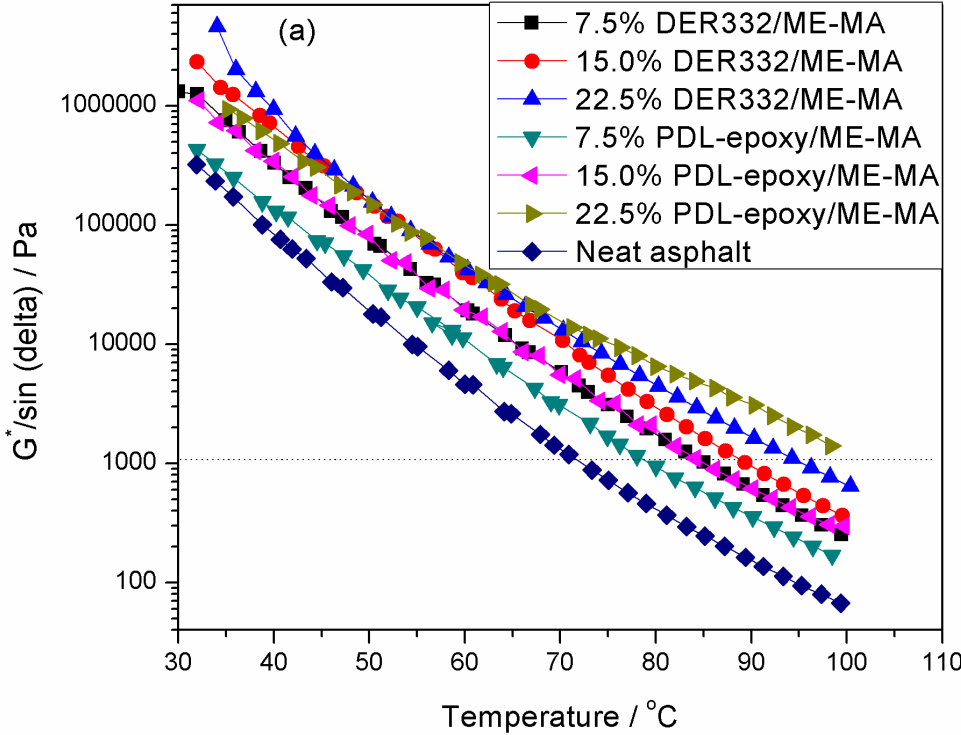 (a)
7.5% DER332/ME-MA
15.0% DER332/ME-MA
22.5% DER332/ME-MA
7.5% PDL-epoxy/ME-MA
15.0% PDL-epoxy/ME-MA
22.5% PDL-epoxy/ME-MA
Neat asphalt
G*/sin (delta) / Pa
1000000
100000
10000
1000
100
30 40 50 60 70 80 90 100 110
Temperature / °C